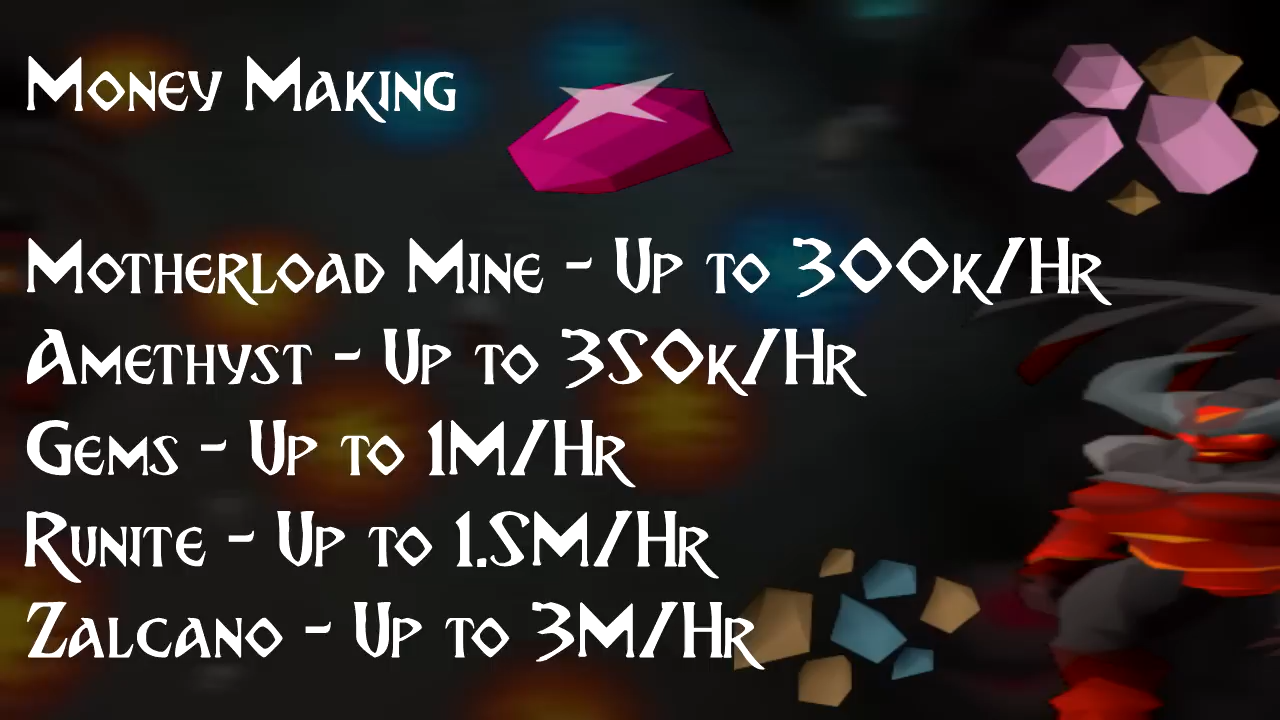 Money Making
Motherload Mine - Up to 300k/Hr
Amethyst - Up to 350k/Hr
Gems - Up to 1M/Hr
Runite - Up to 1.5M/Hr
Zalcano - Up to 3M/Hr